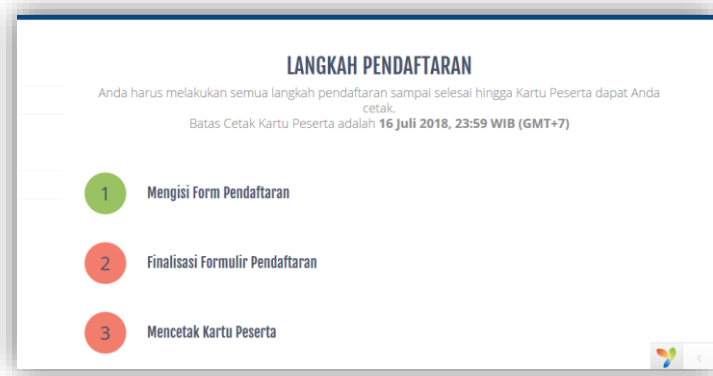 LANGKAH PENDAFTARAN
Anda harus melakukan semua langkah pendaftaran sampai selesai hingga Kartu Peserta dapat Anda
cetak.
Batas Cetak Kartu Peserta adalah 16 Juli 2018, 23:59 WIB (GMT+7)
1 Mengisi Form Pendaftaran
2 Finalisasi Formulir Pendaftaran
3 Mencetak Kartu Peserta